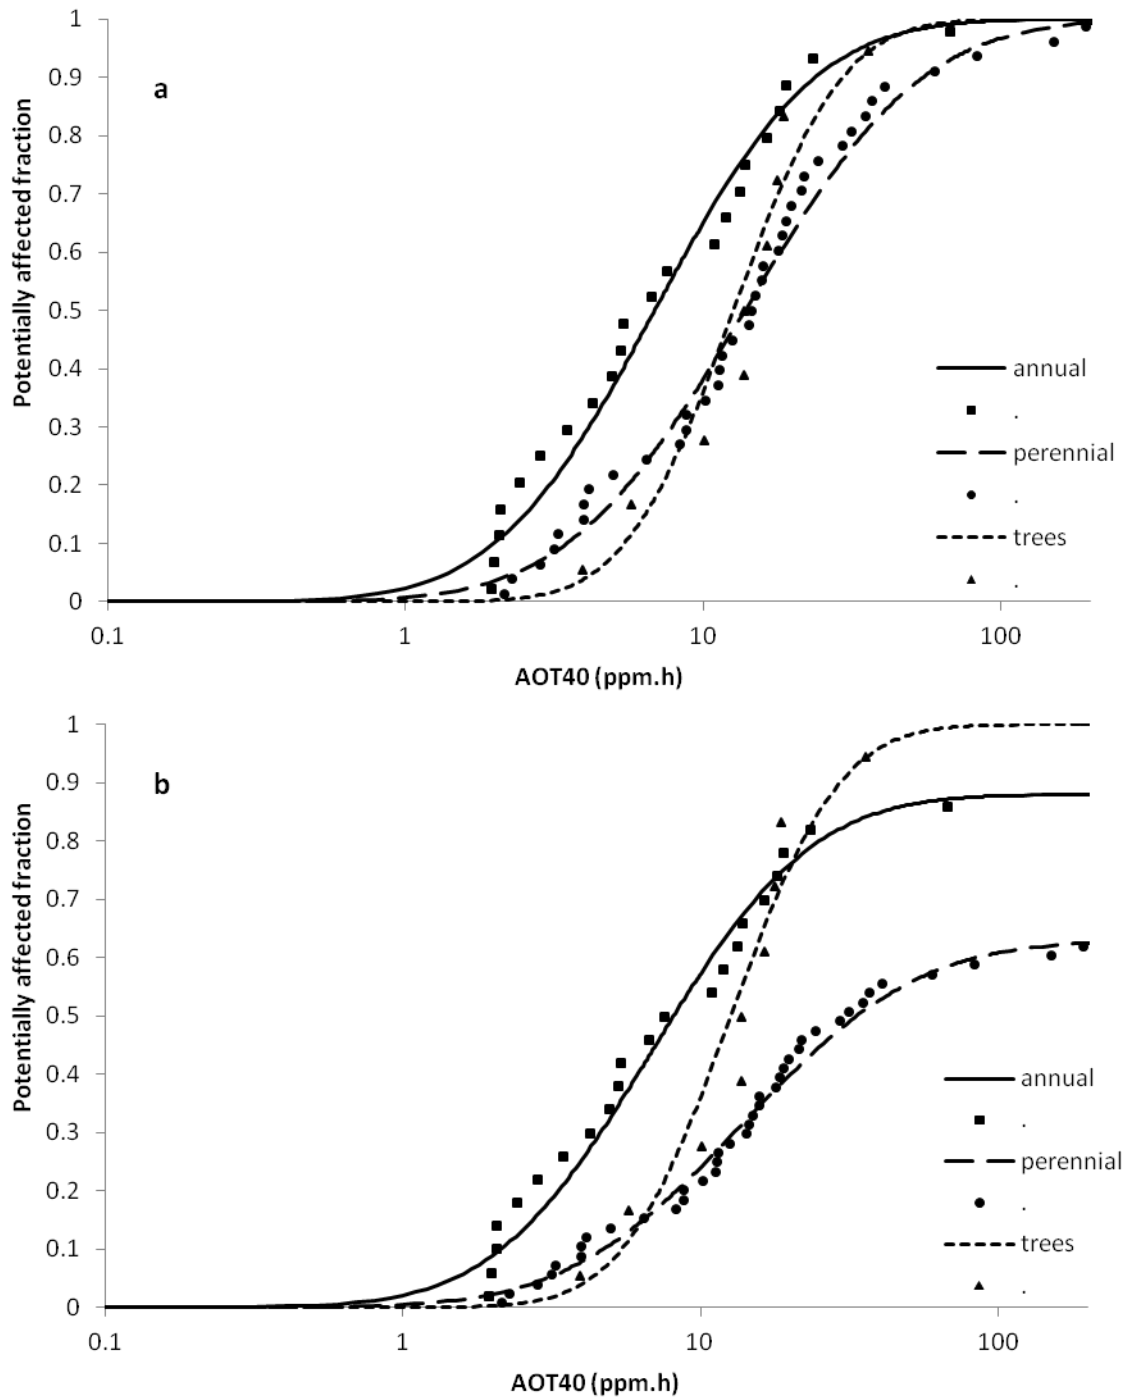 a
Potentially affected fraction
1
0.9
0.8
0.7
0.6
0.5
0.4
0.3
0.2
0.1
0
0.1 1 10 100
AOT40 (ppm.h)
annual
.
perennial
.
trees
.
b
Potentially affected fraction
1
0.9
0.8
0.7
0.6
0.5
0.4
0.3
0.2
0.1
0
0.1 1 10 100
AOT40 (ppm.h)
annual
.
perennial
.
trees
.